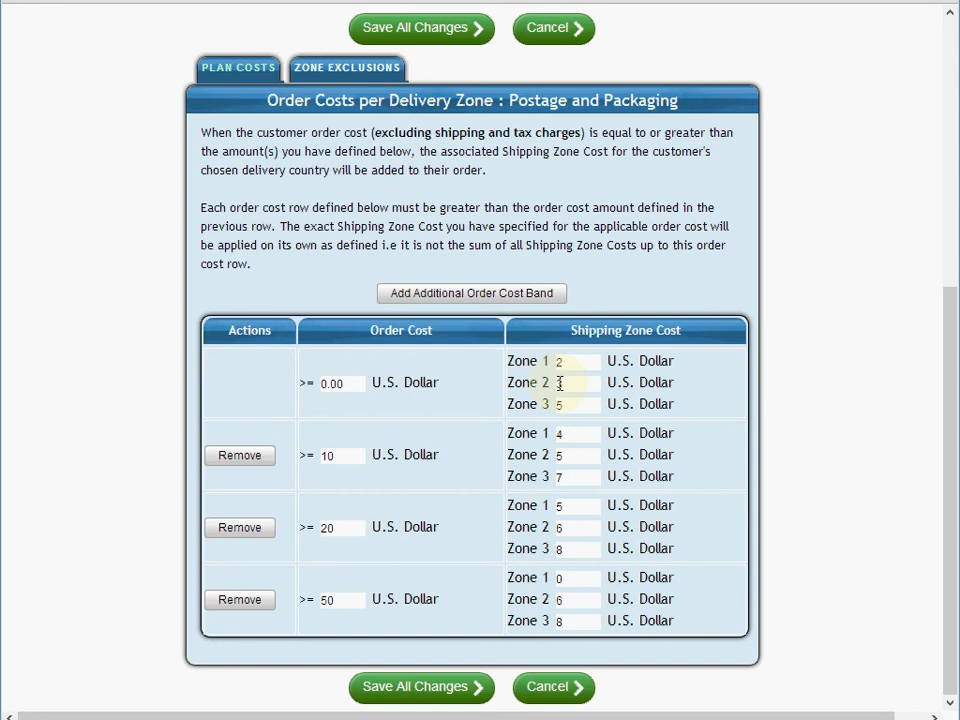 Save All Changes
Cancel
PLAN COSTS
ZONE EXCLUSIONS
Order Costs per Delivery Zone : Postage and Packaging
When the customer order cost (excluding shipping and tax charges) is equal to or greater than
the amount(s) you have defined below, the associated Shipping Zone Cost for the customer's
chosen delivery country will be added to their order.
Each order cost row defined below must be greater than the order cost amount defined in the
previous row. The exact Shipping Zone Cost you have specified for the applicable order cost will
be applied on its own as defined i.e it is not the sum of all Shipping Zone Costs up to this order
cost row.
Add Additional Order Cost Band
Actions Order Cost Shipping Zone Cost
Zone 1 2 U.S. Dollar
>= 0.00 U.S. Dollar Zone 2 U.S. Dollar
Zone 3 5 U.S. Dollar
Zone 1 4 U.S. Dollar
Remove >= 10 U.S. Dollar Zone 2 5 U.S. Dollar
Zone 3 7 U.S. Dollar
Zone 1 5 U.S. Dollar
Remove >= 20 U.S. Dollar Zone 2 6 U.S. Dollar
Zone 3 8 U.S. Dollar
Zone 1 0 U.S. Dollar
Remove >= 50 U.S. Dollar Zone 2 6 U.S. Dollar
Zone 3 8 U.S. Dollar
Save All Changes
Cancel